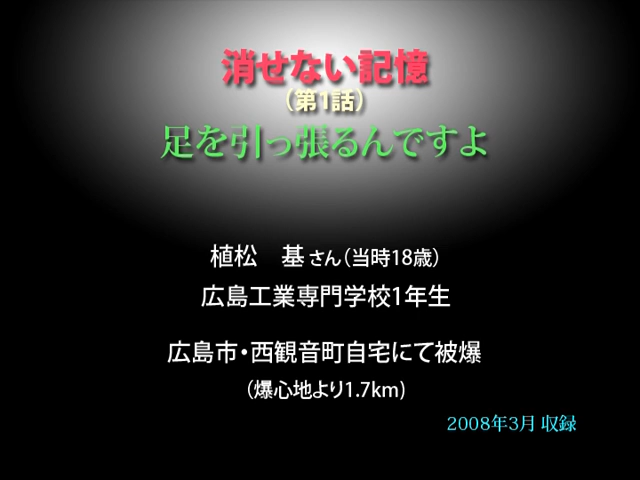 消せない記憶
（第1話）
足を引っ張るんですよ
植松　基さん（当時18歳）
広島工業専門学校1年生
広島市・西観音町自宅にて被爆
（爆心地より1.7km）
2008年3月 収録